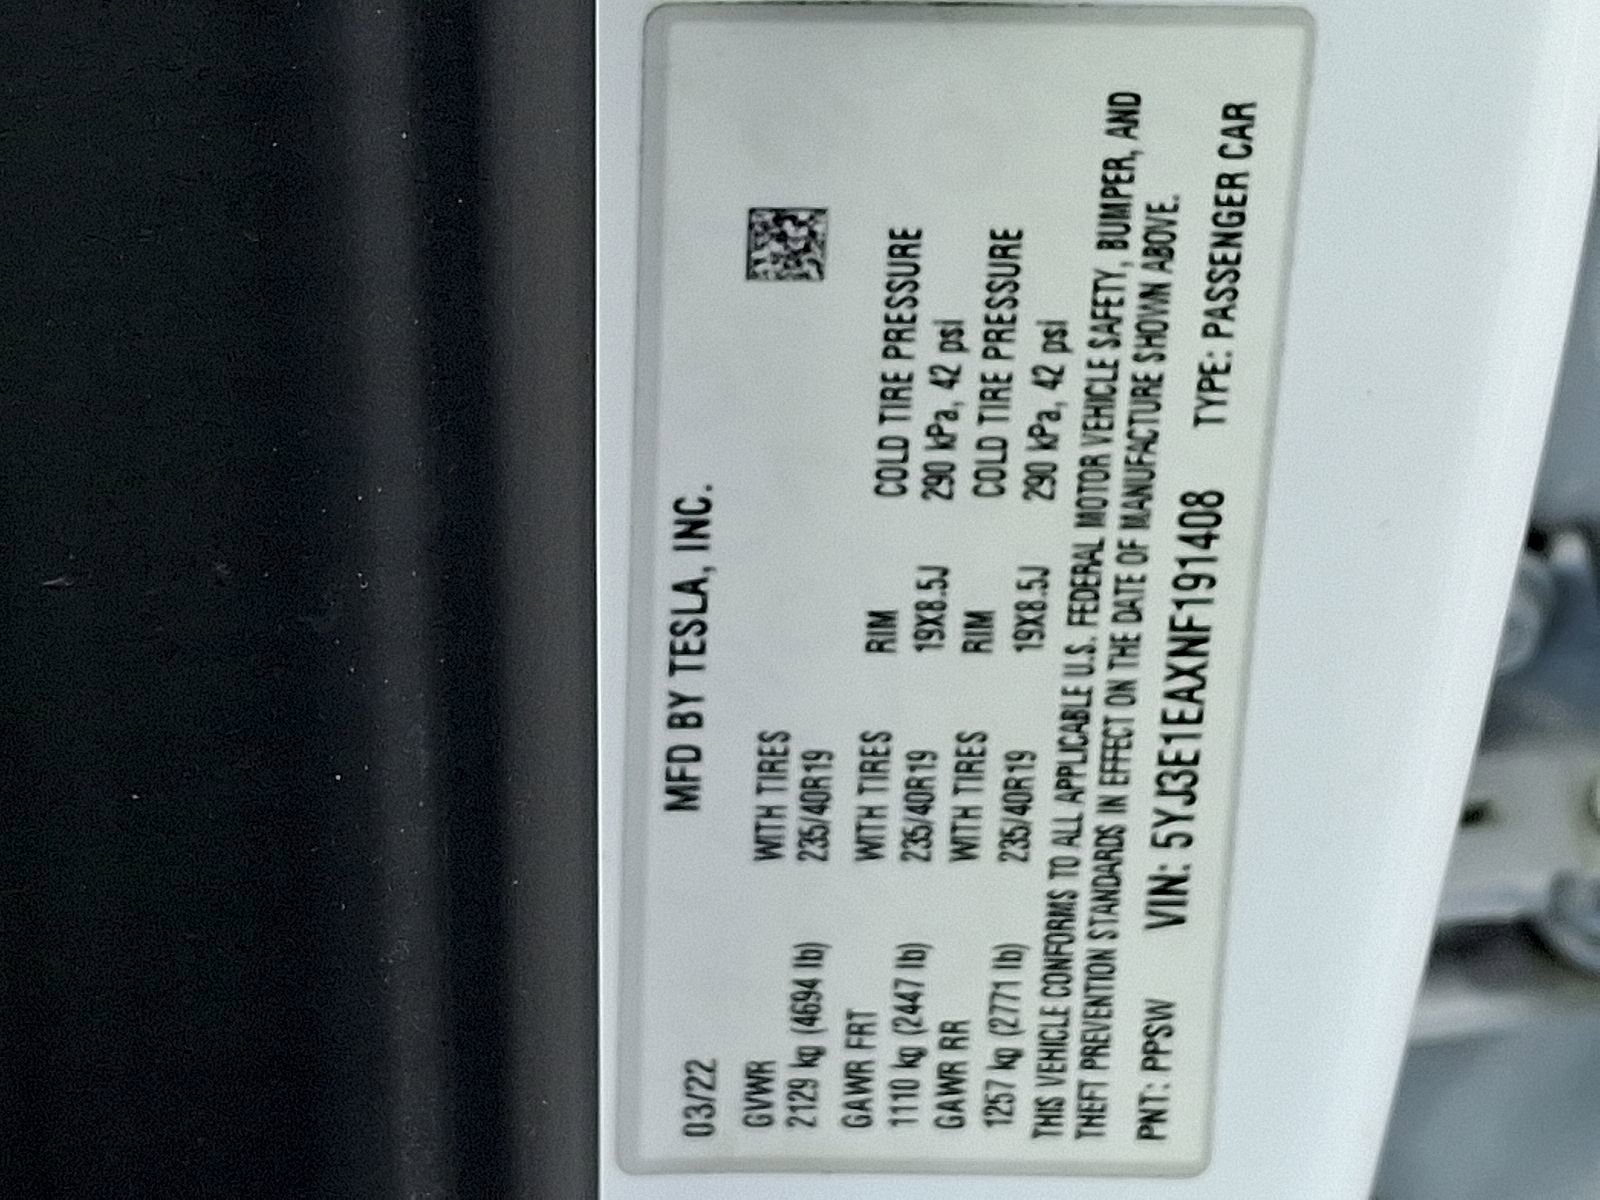 03/22 MFD BY TESLA, INC.
GVWR WITH TIRES
2129 kg (4694 lb) 235/40R19
GAWR FRT WITH TIRES RIM COLD TIRE PRESSURE
1110 kg (2447 lb) 235/40R19 19X8.5J 290 kPa, 42 psi
GAWR RR WITH TIRES RIM COLD TIRE PRESSURE
1257 kg (2771 lb) 235/40R19 19X8.5J 290 kPa, 42 psi
THIS VEHICLE CONFORMS TO ALL APPLICABLE U.S. FEDERAL MOTOR VEHICLE SAFETY, BUMPER, AND
THEFT PREVENTION STANDARDS IN EFFECT ON THE DATE OF MANUFACTURE SHOWN ABOVE.
PNT: PPSW VIN: 5YJ3E1EAXNF191408 TYPE: PASSENGER CAR